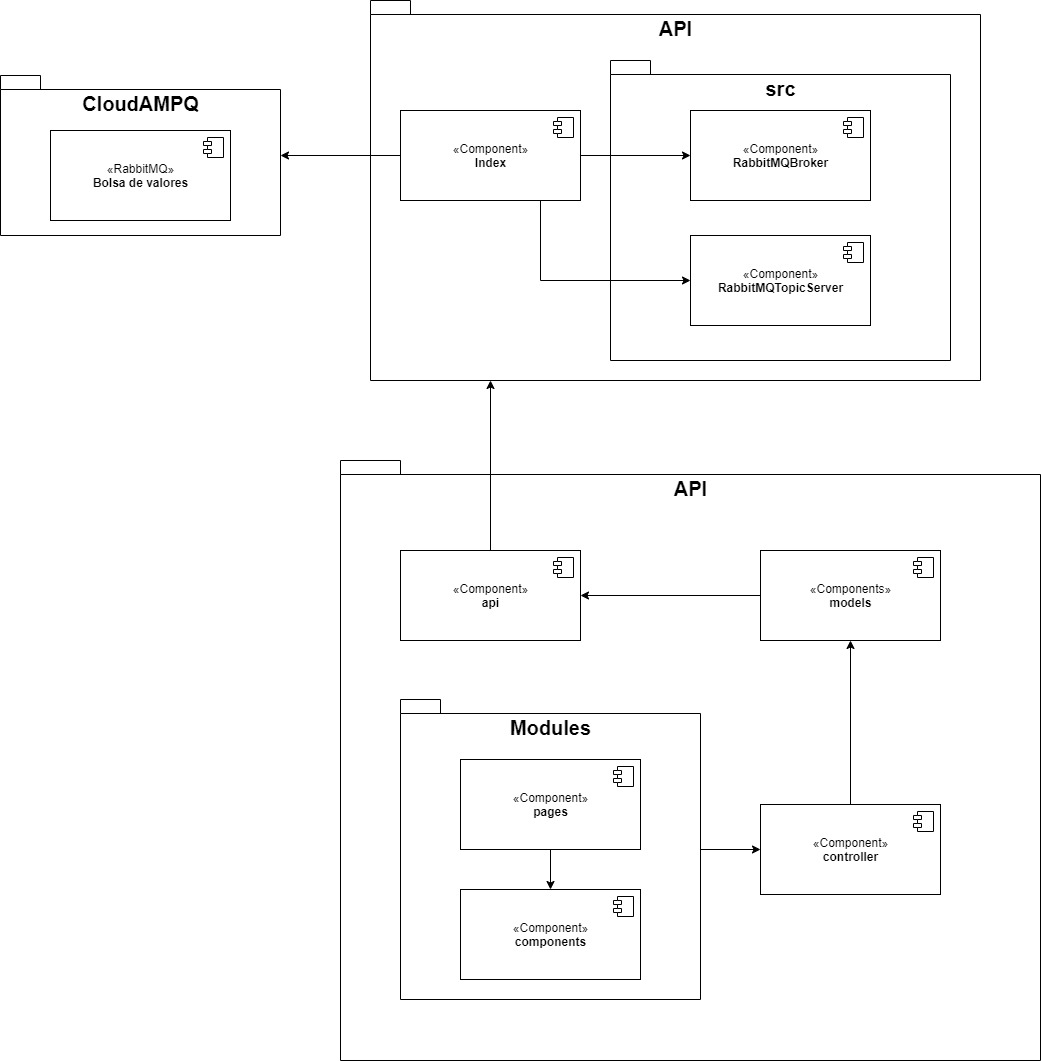 API
src
CloudAMPQ
«Component»
Index
«Component»
RabbitMQBroker
«RabbitMQ»
Bolsa de valores
«Component»
RabbitMQTopicServer
API
«Component»
api
«Components»
models
Modules
«Component»
pages
«Component»
controller
«Component»
components